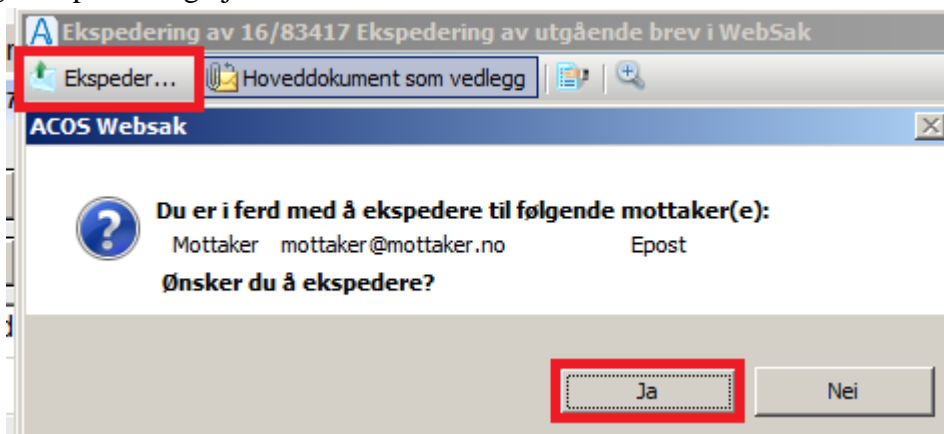 Ekspedering av 16/83417 Ekspedering av utgående brev i WebSak
Ekspeder... Hoveddokument som vedlegg
ACOS Websak
Du er i ferd med å ekspedere til følgende mottaker(e):
Mottaker mottaker@mottaker.no Epost
Ønsker du å ekspedere?
Ja Nei